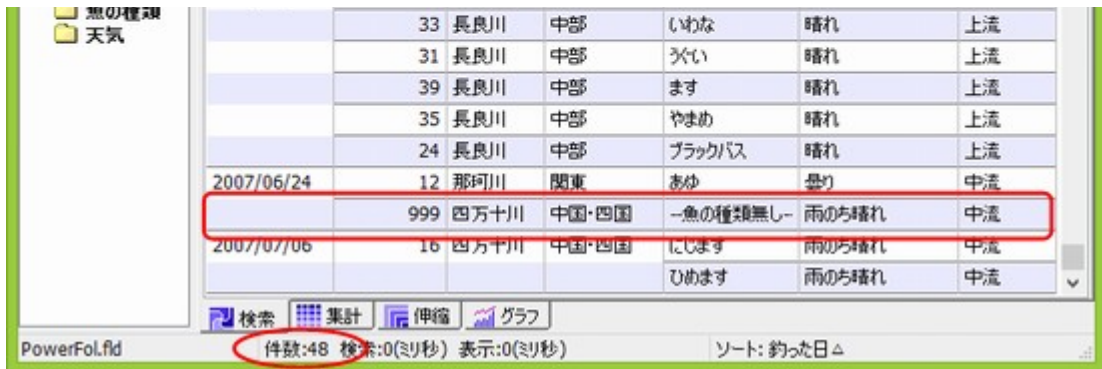 魚の種類
天気
33 長良川 中部 いわな 晴れ 上流
31 長良川 中部 うぐい 晴れ 上流
39 長良川 中部 ます 晴れ 上流
35 長良川 中部 やまめ 晴れ 上流
24 長良川 中部 ブラックバス 晴れ 上流
2007/06/24 12 那珂川 関東 あゆ 曇り 中流
999 四万十川 中国・四国 --魚の種類無し-- 雨のち晴れ 中流
2007/07/06 16 四万十川 中国・四国 にじます 雨のち晴れ 中流
ひめます 雨のち晴れ 中流
検索 集計 伸縮 グラフ
PowerFol.fld 件数:48 検索:0(ミリ秒) 表示:0(ミリ秒) ソート: 釣った日△